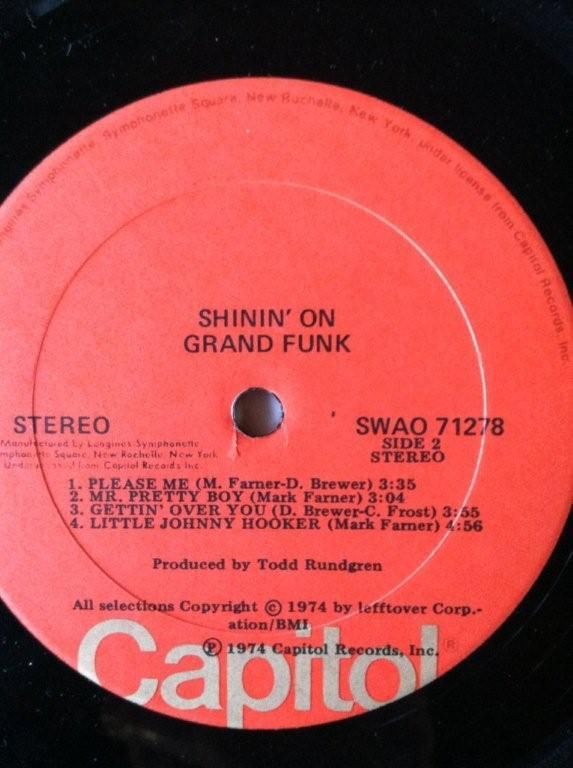 Symphonette, Symphonette Square, New Rochelle, New York. Under license from Capitol Records, Inc.
SHININ' ON
GRAND FUNK
STEREO
SWAO 71278
Manufactured by Longines Symphonette
Square, New Rochelle, New York
from Capitol Records Inc.
SIDE 2
STEREO
1. PLEASE ME (M. Farner-D. Brewer) 3:35
2. MR. PRETTY BOY (Mark Farner) 3:04
3. GETTIN' OVER YOU (D. Brewer-C. Frost) 3:55
4. LITTLE JOHNNY HOOKER (Mark Farner) 4:56
Produced by Todd Rundgren
All selections Copyright © 1974 by lefftover Corp.-
ation/BMI
℗ 1974 Capitol Records, Inc.
Capitol®